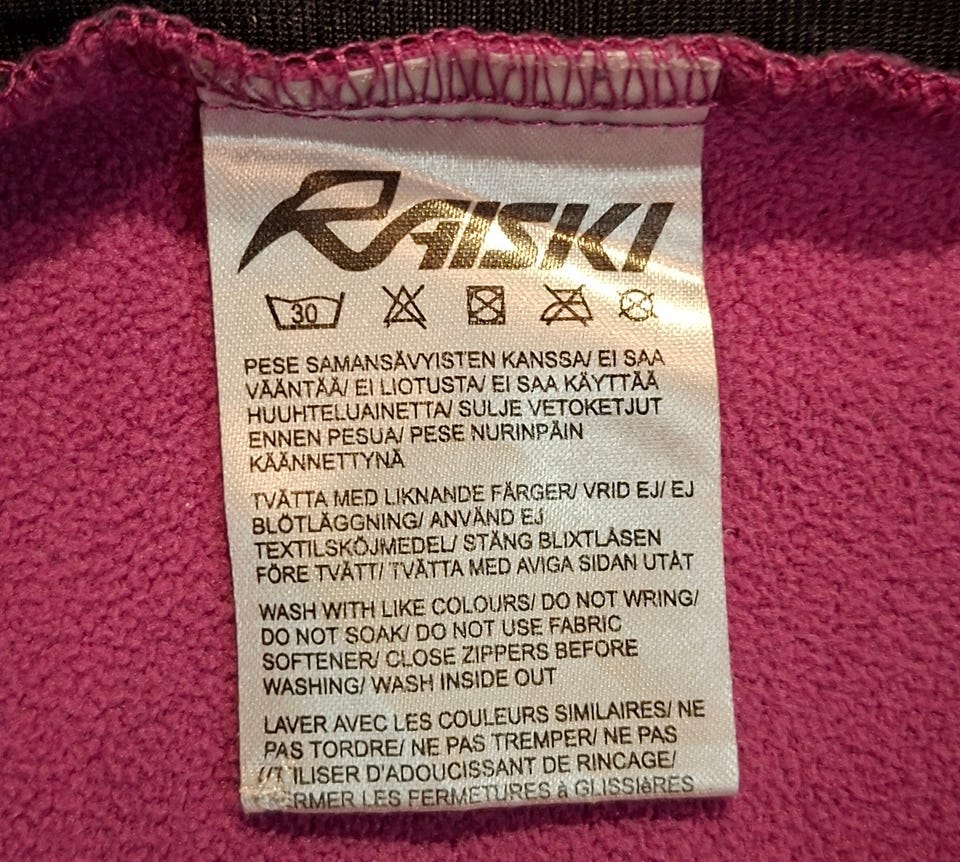 RAISKI
30
PESE SAMANSÄVYISTEN KANSSA/ EI SAA
VÄÄNTÄÄ/ EI LIOTUSTA/ EI SAA KÄYTTÄÄ
HUUHTELUAINETTA/ SULJE VETOKETJUT
ENNEN PESUA/ PESE NURINPÄIN
KÄÄNNETTYNÄ
TVÄTTA MED LIKNANDE FÄRGER/ VRID EJ/ EJ
BLÖTLÄGGNING/ ANVÄND EJ
TEXTILSKÖJMEDEL/ STÄNG BLIXTLÅSEN
FÖRE TVÄTT/ TVÄTTA MED AVIGA SIDAN UTÅT
WASH WITH LIKE COLOURS/ DO NOT WRING/
DO NOT SOAK/ DO NOT USE FABRIC
SOFTENER/ CLOSE ZIPPERS BEFORE
WASHING/ WASH INSIDE OUT
LAVER AVEC LES COULEURS SIMILAIRES/ NE
PAS TORDRE/ NE PAS TREMPER/ NE PAS
UTILISER D'ADOUCISSANT DE RINCAGE/
FERMER LES FERMETURES à GLISSIèRES